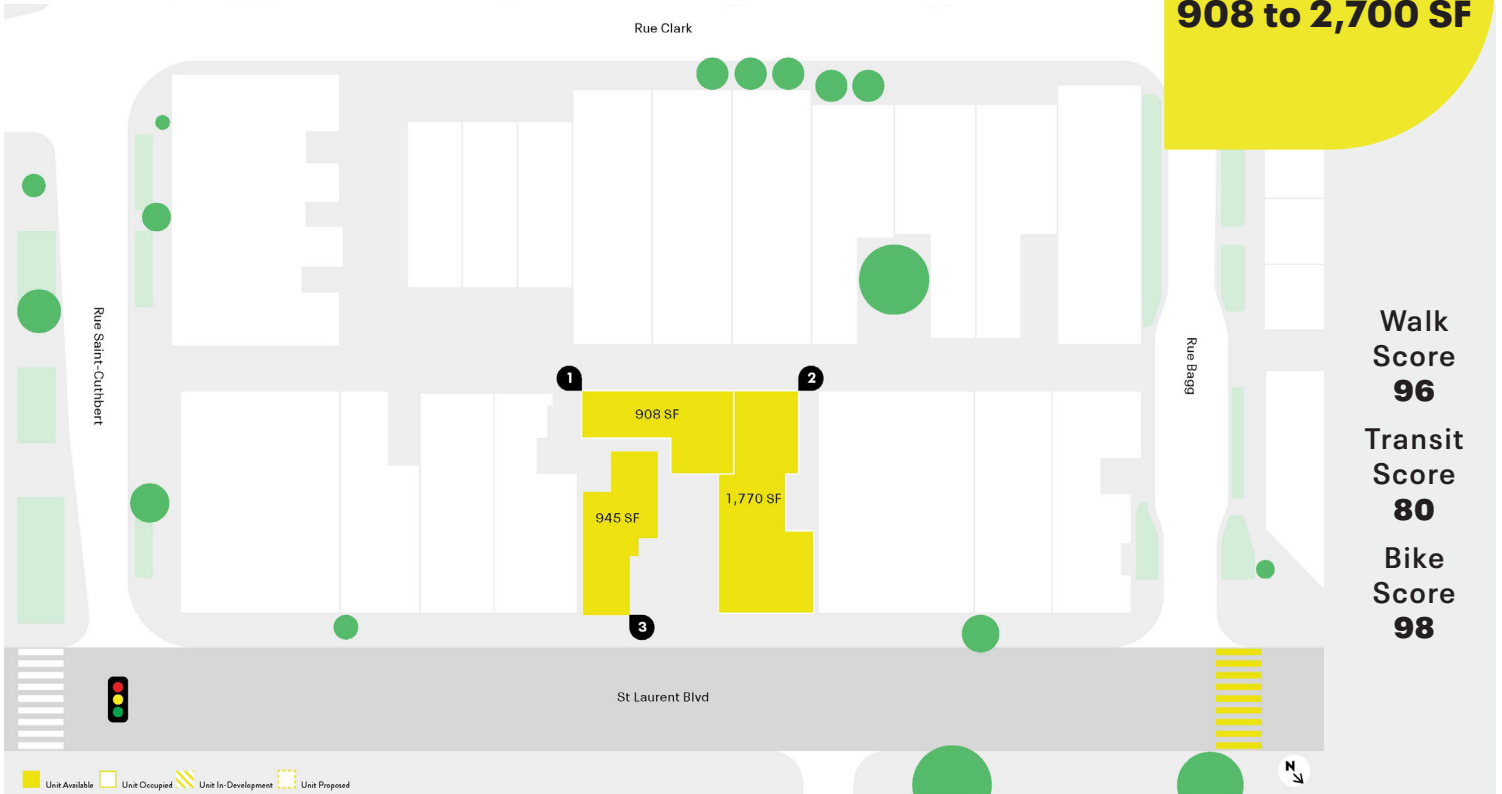 908 to 2,700 SF
Rue Clark
Rue Saint-Cuthbert
Rue Bagg
1
2
908 SF
1,770 SF
945 SF
3
St Laurent Blvd
Walk
Score
96
Transit
Score
80
Bike
Score
98
Unit Available Unit Occupied Unit In-Development Unit Proposed
N